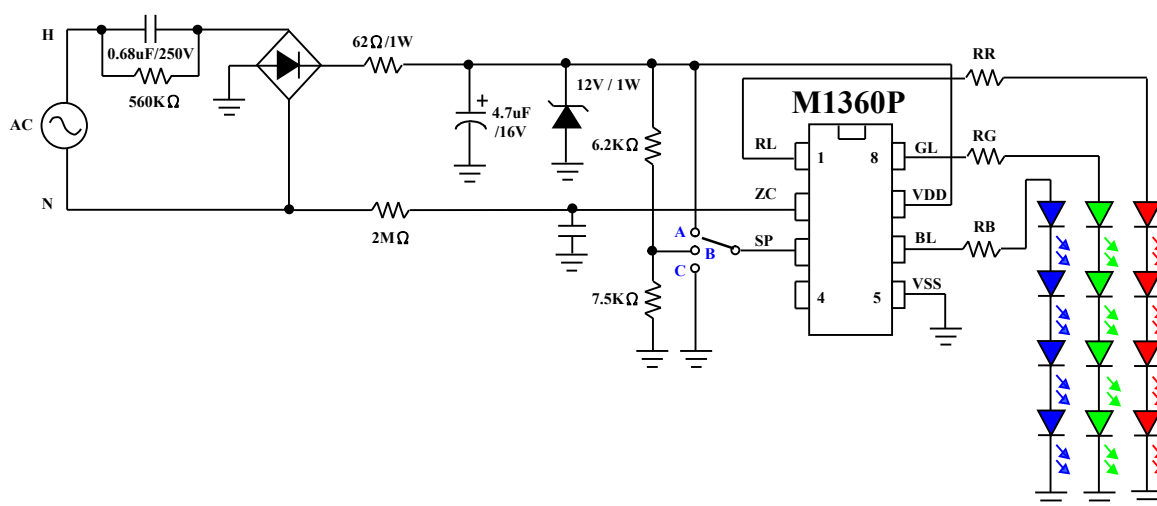 H
0.68uF/250V
560KΩ
AC
N
62Ω/1W
4.7uF
/16V
12V / 1W
6.2KΩ
7.5KΩ
2MΩ
A
B
C
M1360P
RL
ZC
SP
1
4
8
5
GL
VDD
BL
VSS
RR
RG
RB